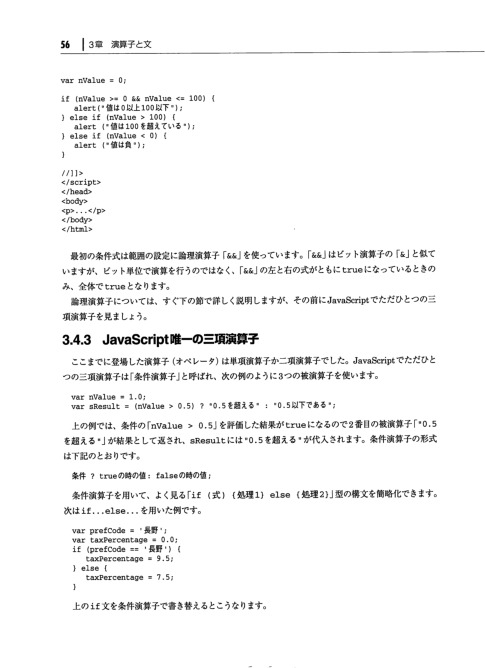 56 3章 演算子と文
var nValue = 0;
if (nValue >= 0 && nValue <= 100) {
alert("値は0以上100以下");
} else if (nValue > 100) {
alert ("値は100を超えている");
} else if (nValue < 0) {
alert ("値は負");
}
//]]>
</script>
</head>
<body>
<p>...</p>
</body>
</html>
最初の条件式は範囲の設定に論理演算子「&&」を使っています。「&&」はビット演算子の「&」と似て
いますが、ビット単位で演算を行うのではなく、「&&」の左と右の式がともにtrueになっているときの
み、全体でtrueとなります。
論理演算子については、すぐ下の節で詳しく説明しますが、その前にJavaScriptでただひとつの三
項演算子を見ましょう。
3.4.3 JavaScript唯一の三項演算子
ここまでに登場した演算子(オペレータ)は単項演算子か二項演算子でした。JavaScriptでただひと
つの三項演算子は「条件演算子」と呼ばれ、次の例のように3つの被演算子を使います。
var nValue = 1.0;
var sResult = (nValue > 0.5) ? "0.5を超える" : "0.5以下である";
上の例では、条件の「nValue > 0.5」を評価した結果がtrueになるので2番目の被演算子「"0.5
を超える"」が結果として返され、sResultには"0.5を超える"が代入されます。条件演算子の形式
は下記のとおりです。
条件 ? trueの時の値: falseの時の値;
条件演算子を用いて、よく見る「if (式) {処理1} else {処理2}」型の構文を簡略化できます。
次はif...else...を用いた例です。
var prefCode = '長野';
var taxPercentage = 0.0;
if (prefCode == '長野') {
taxPercentage = 9.5;
} else {
taxPercentage = 7.5;
}
上のif文を条件演算子で書き替えるとこうなります。